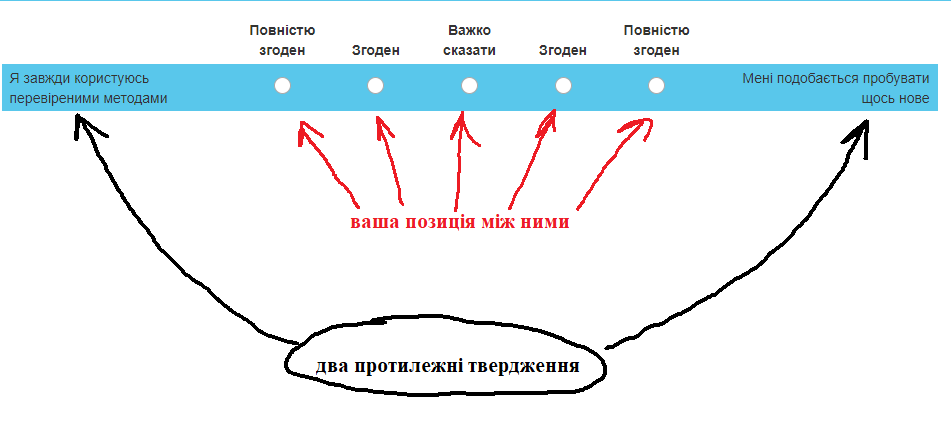 Повністю згоден
Згоден
Важко сказати
Згоден
Повністю згоден
Я завжди користуюсь
перевіреними методами
Мені подобається пробувати
щось нове
ваша позиція між ними
два протилежні твердження